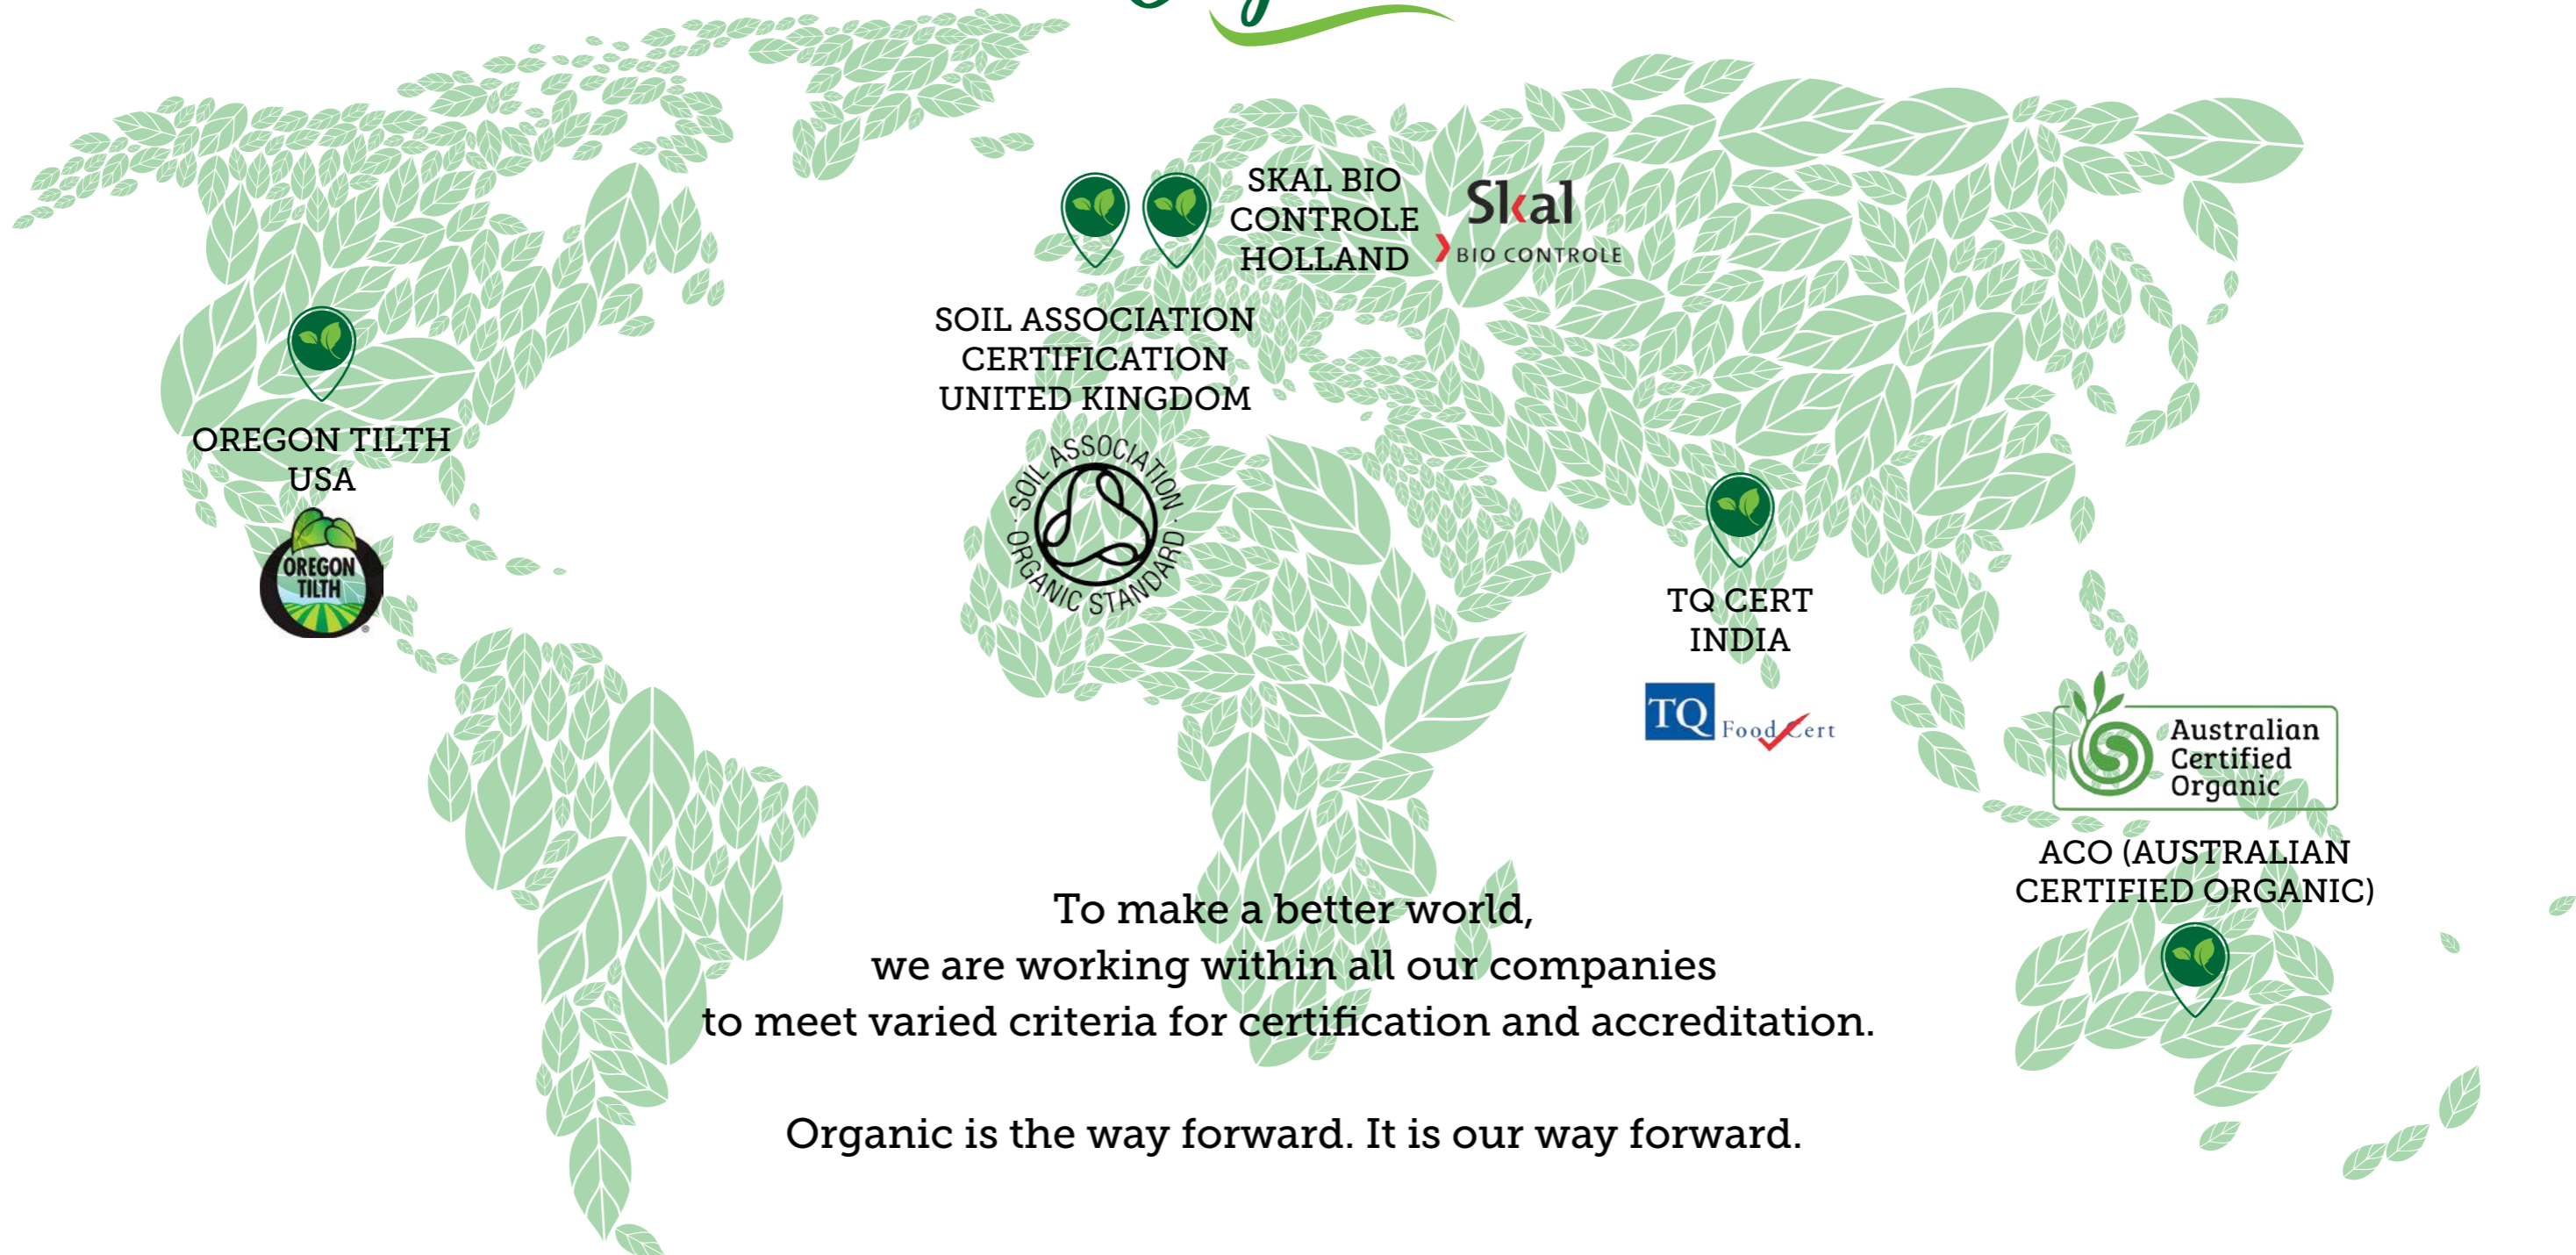 SKAL BIO
CONTROLE
HOLLAND
Skal
BIO CONTROLE
SOIL ASSOCIATION
CERTIFICATION
UNITED KINGDOM
SOIL ASSOCIATION
ORGANIC STANDARD
OREGON TILTH
USA
OREGON
TILTH
®
TQ CERT
INDIA
TQ
Food Cert
Australian
Certified
Organic
ACO (AUSTRALIAN
CERTIFIED ORGANIC)
To make a better world,
we are working within all our companies
to meet varied criteria for certification and accreditation.
Organic is the way forward. It is our way forward.